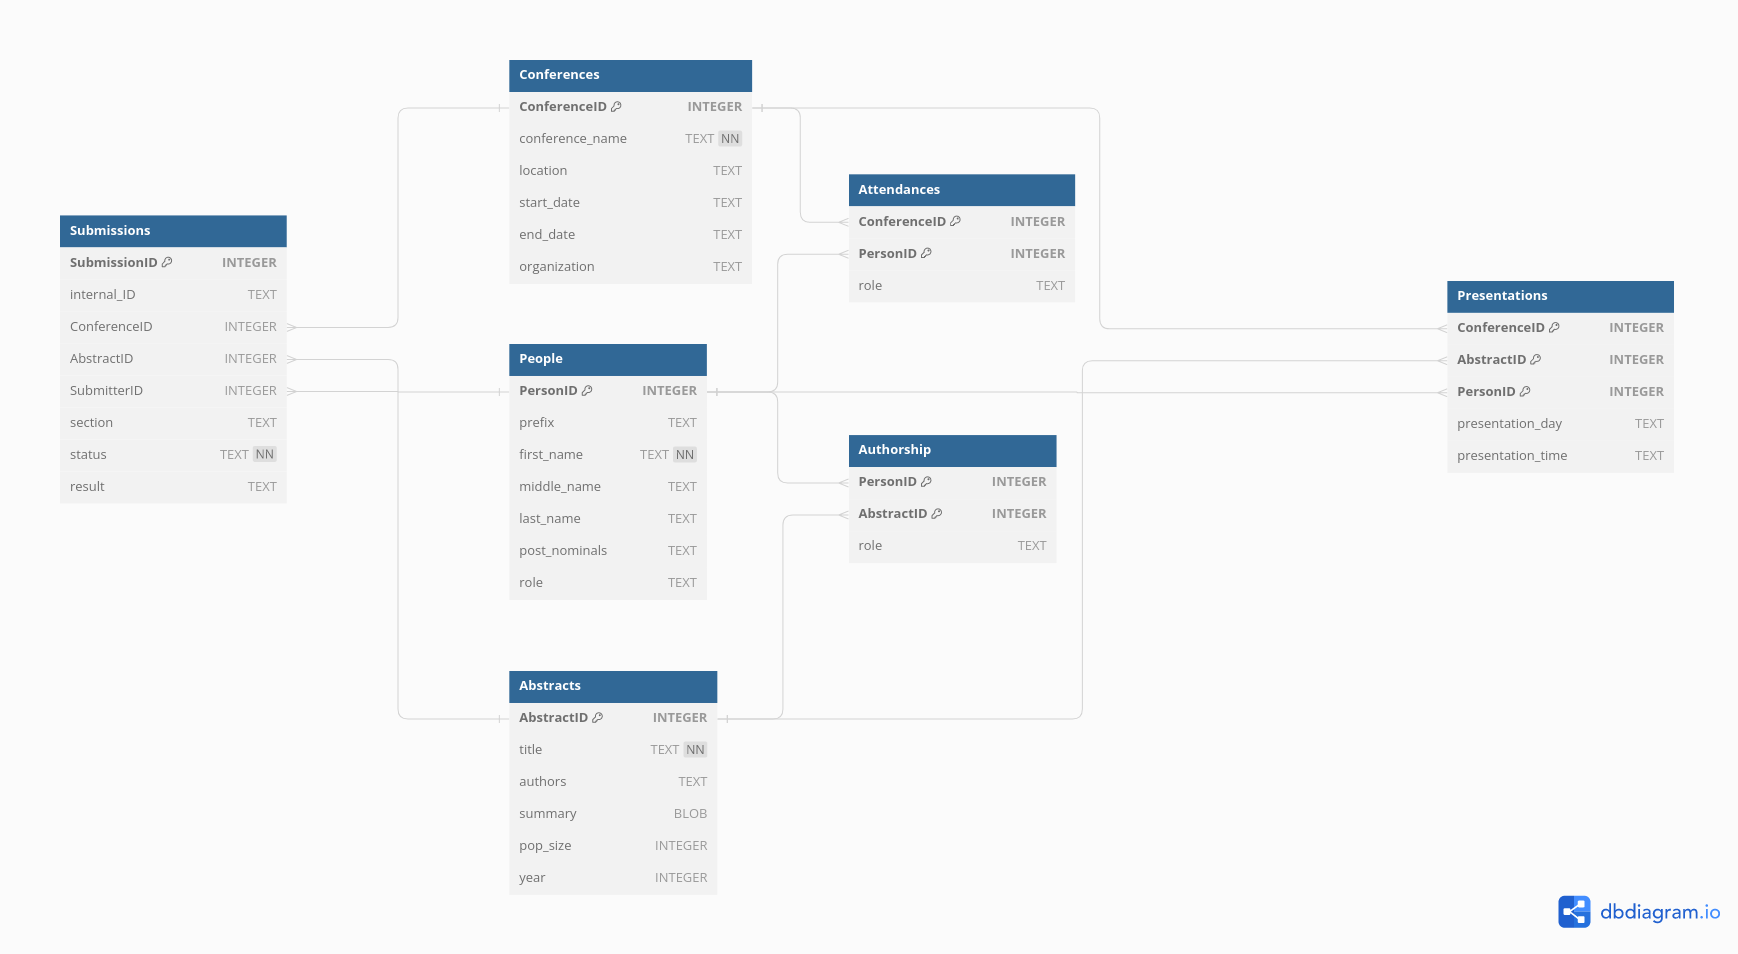 Conferences
ConferenceID INTEGER
conference_name TEXT NN
location TEXT
start_date TEXT
end_date TEXT
organization TEXT
Attendances
ConferenceID INTEGER
PersonID INTEGER
role TEXT
Submissions
SubmissionID INTEGER
internal_ID TEXT
ConferenceID INTEGER
AbstractID INTEGER
SubmitterID INTEGER
section TEXT
status TEXT NN
result TEXT
Presentations
ConferenceID INTEGER
AbstractID INTEGER
PersonID INTEGER
presentation_day TEXT
presentation_time TEXT
People
PersonID INTEGER
prefix TEXT
first_name TEXT NN
middle_name TEXT
last_name TEXT
post_nominals TEXT
role TEXT
Authorship
PersonID INTEGER
AbstractID INTEGER
role TEXT
Abstracts
AbstractID INTEGER
title TEXT NN
authors TEXT
summary BLOB
pop_size INTEGER
year INTEGER
dbdiagram.io